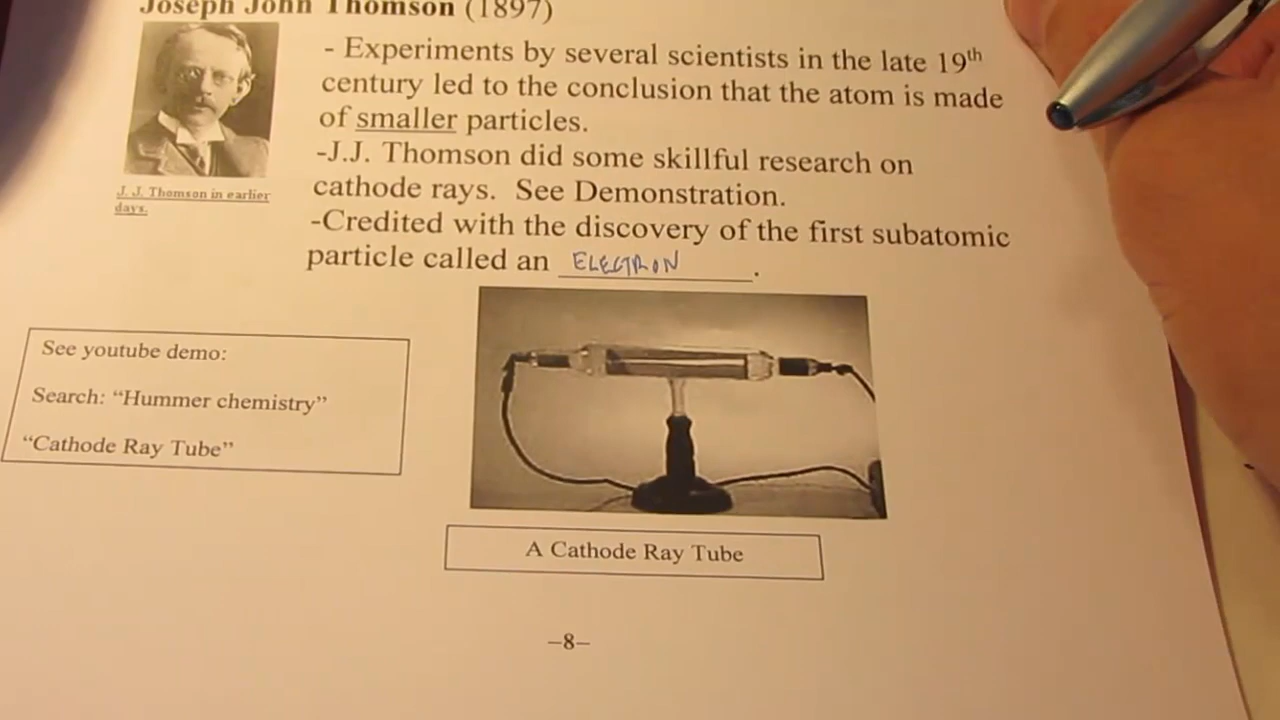 Joseph John Thomson (1897)
- Experiments by several scientists in the late 19th
century led to the conclusion that the atom is made
of smaller particles.
-J.J. Thomson did some skillful research on
cathode rays. See Demonstration.
-Credited with the discovery of the first subatomic
particle called an ELECTRON.
J. J. Thomson in earlier
days.
See youtube demo:
Search: “Hummer chemistry”
“Cathode Ray Tube”
A Cathode Ray Tube
–8–